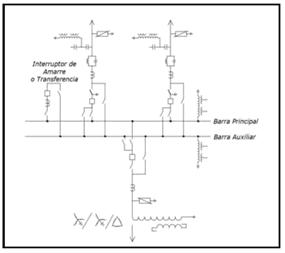 Interruptor de
Amarre
o Transferencia
Barra Principal
Barra Auxiliar